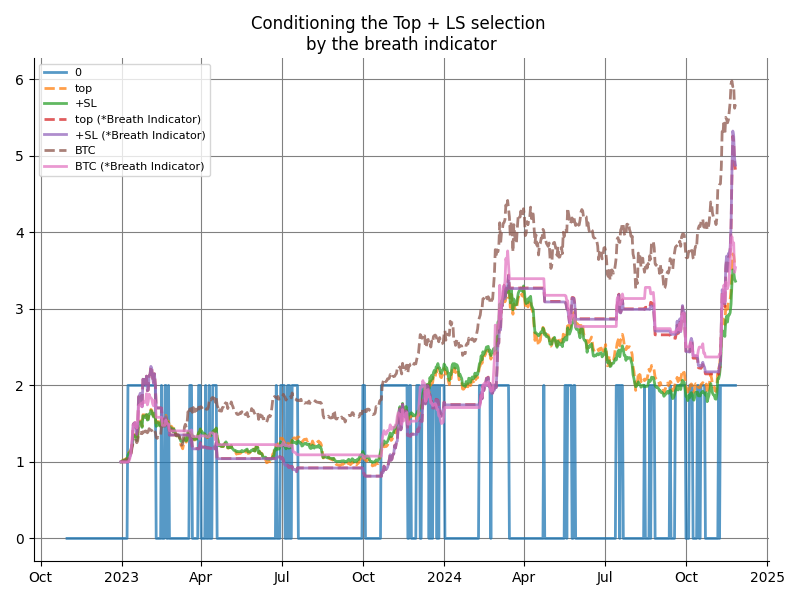 Conditioning the Top + LS selection
by the breath indicator
6
5
4
3
2
1
0
0
top
+SL
top (*Breath Indicator)
+SL (*Breath Indicator)
BTC
BTC (*Breath Indicator)
Oct
2023
Apr
Jul
Oct
2024
Apr
Jul
Oct
2025